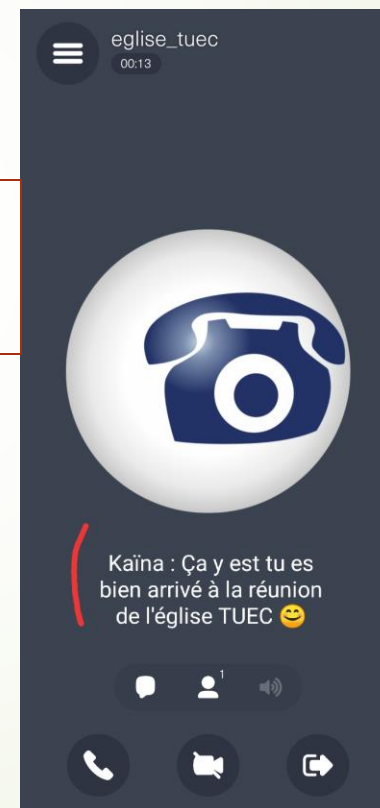 eglise_tuec
00:13
Kaïna : Ça y est tu es
bien arrivé à la réunion
de l'église TUEC 😊
1